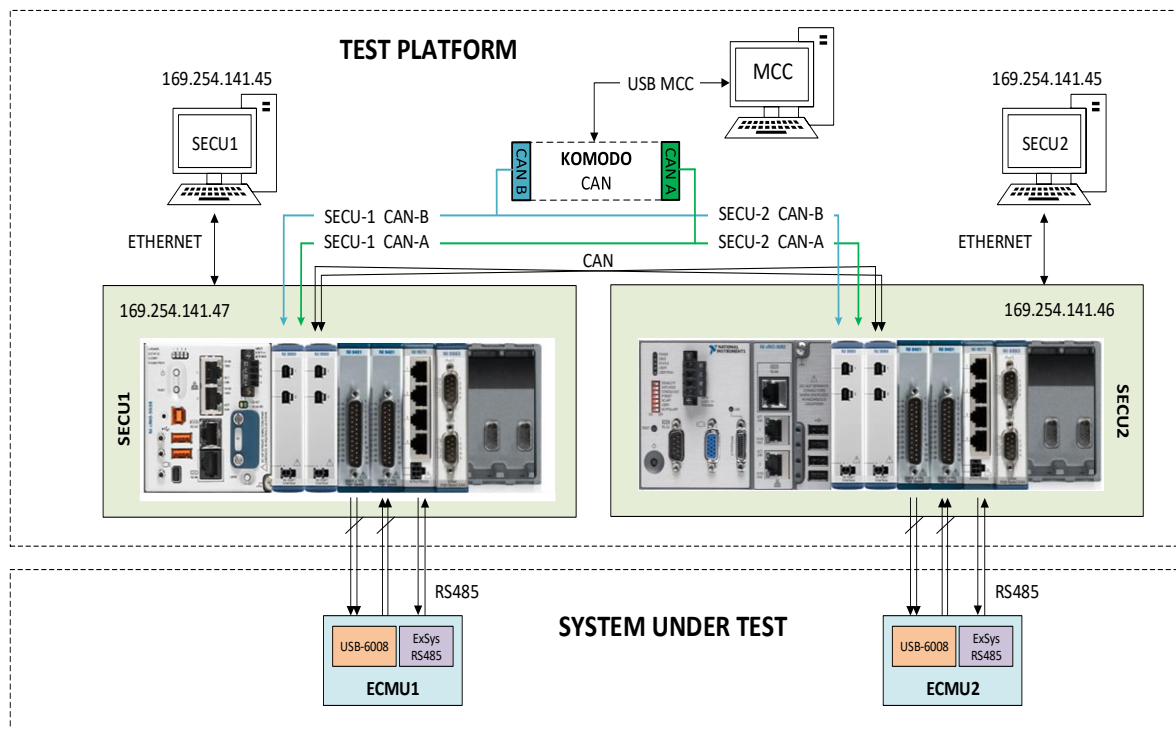 TEST PLATFORM
169.254.141.45
SECU1
USB MCC
MCC
169.254.141.45
SECU2
CAN B
KOMODO
CAN
CAN A
SECU-1 CAN-B
SECU-2 CAN-B
ETHERNET
SECU-1 CAN-A
SECU-2 CAN-A
ETHERNET
CAN
169.254.141.47
169.254.141.46
SECU1
NATIONAL
INSTRUMENTS
SECU2
RS485
RS485
SYSTEM UNDER TEST
USB-6008
ExSys
RS485
ECMU1
USB-6008
ExSys
RS485
ECMU2